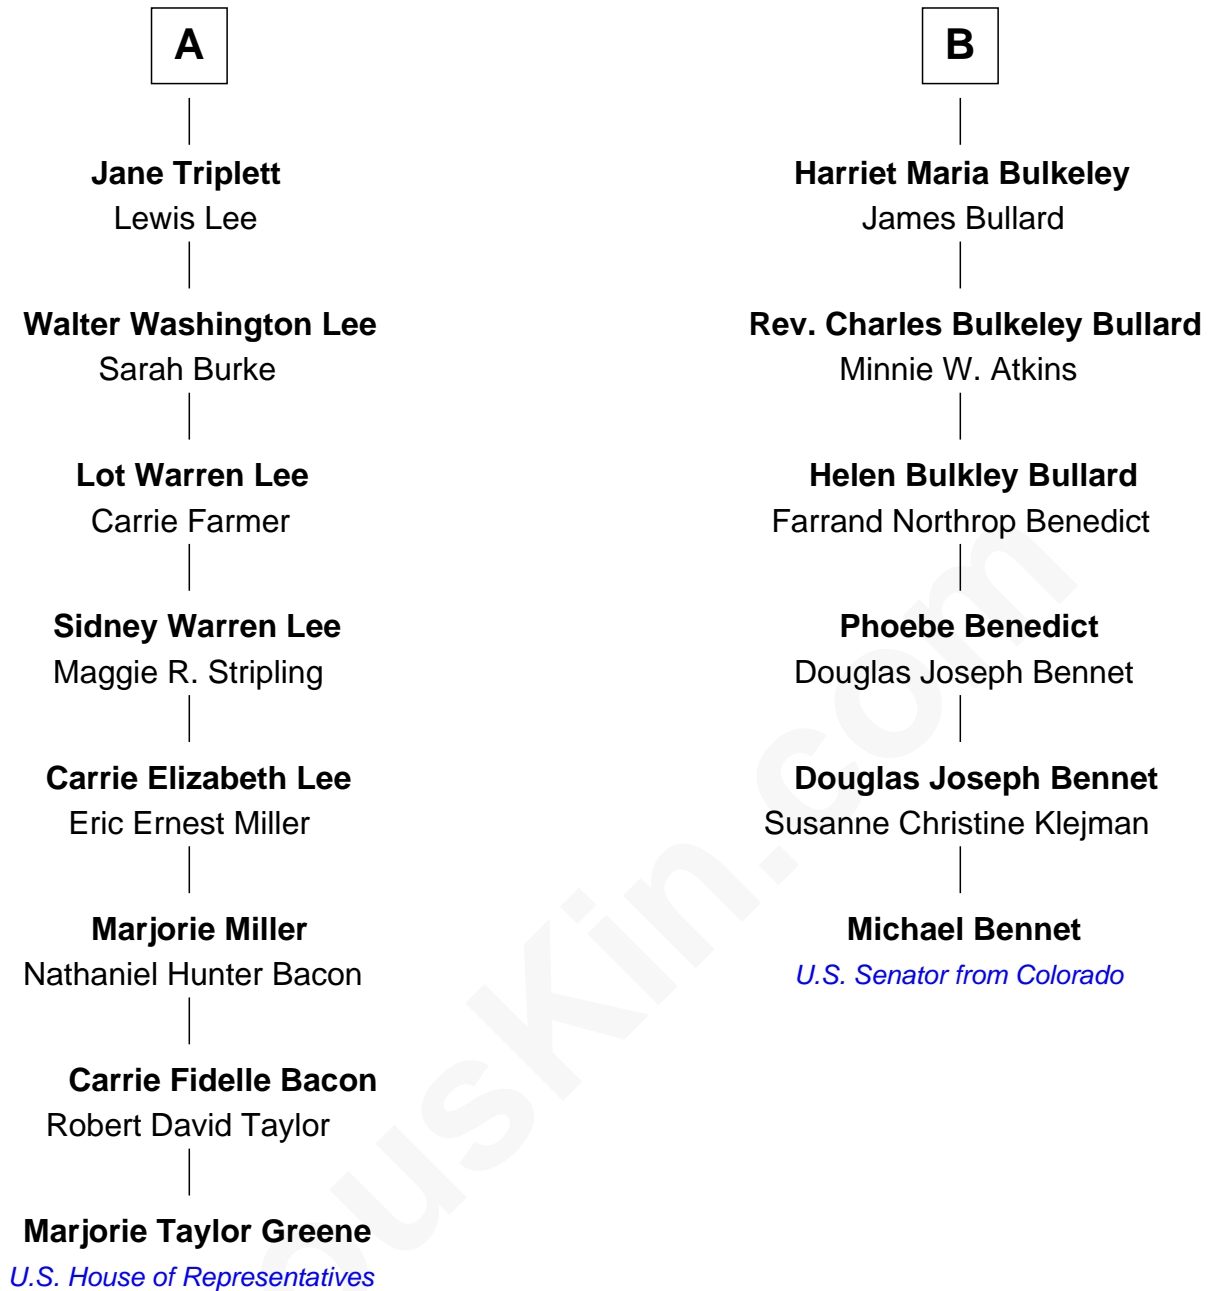 A
Jane Triplett
Lewis Lee
Walter Washington Lee
Sarah Burke
Lot Warren Lee
Carrie Farmer
Sidney Warren Lee
Maggie R. Stripling
Carrie Elizabeth Lee
Eric Ernest Miller
Marjorie Miller
Nathaniel Hunter Bacon
Carrie Fidelle Bacon
Robert David Taylor
Marjorie Taylor Greene
U.S. House of Representatives
B
Harriet Maria Bulkeley
James Bullard
Rev. Charles Bulkeley Bullard
Minnie W. Atkins
Helen Bulkley Bullard
Farrand Northrop Benedict
Phoebe Benedict
Douglas Joseph Bennet
Douglas Joseph Bennet
Susanne Christine Klejman
Michael Bennet
U.S. Senator from Colorado
ousKin.com